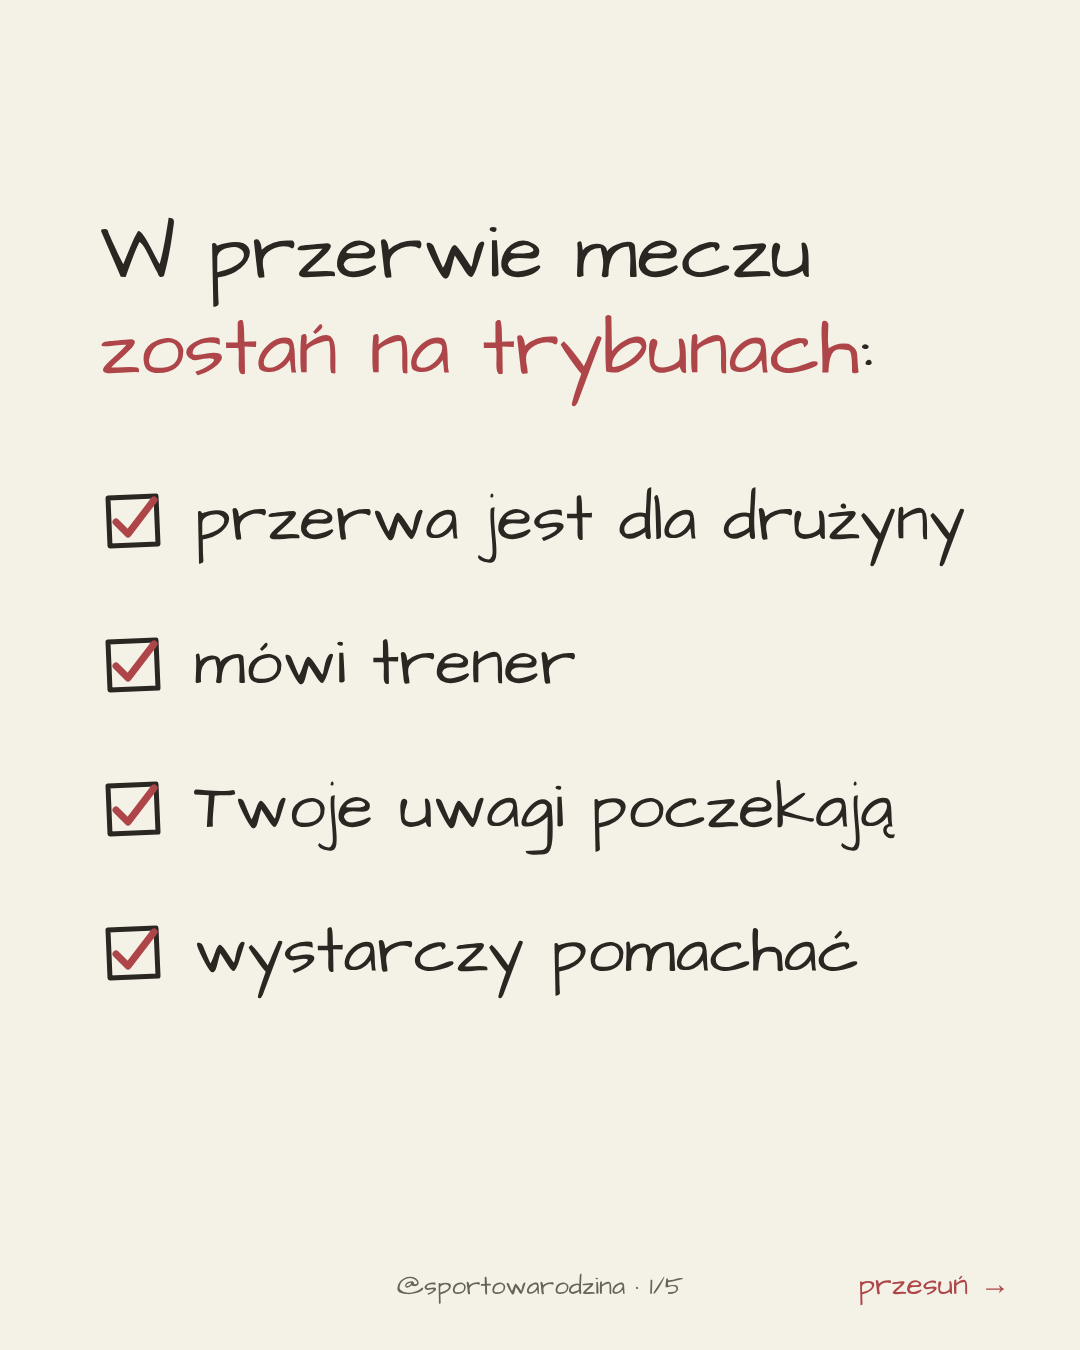 W przerwie meczu
zostań na trybunach:
przerwa jest dla drużyny
mówi trener
Twoje uwagi poczekają
wystarczy pomachać
@sportowarodzina · 1/5
przesuń →